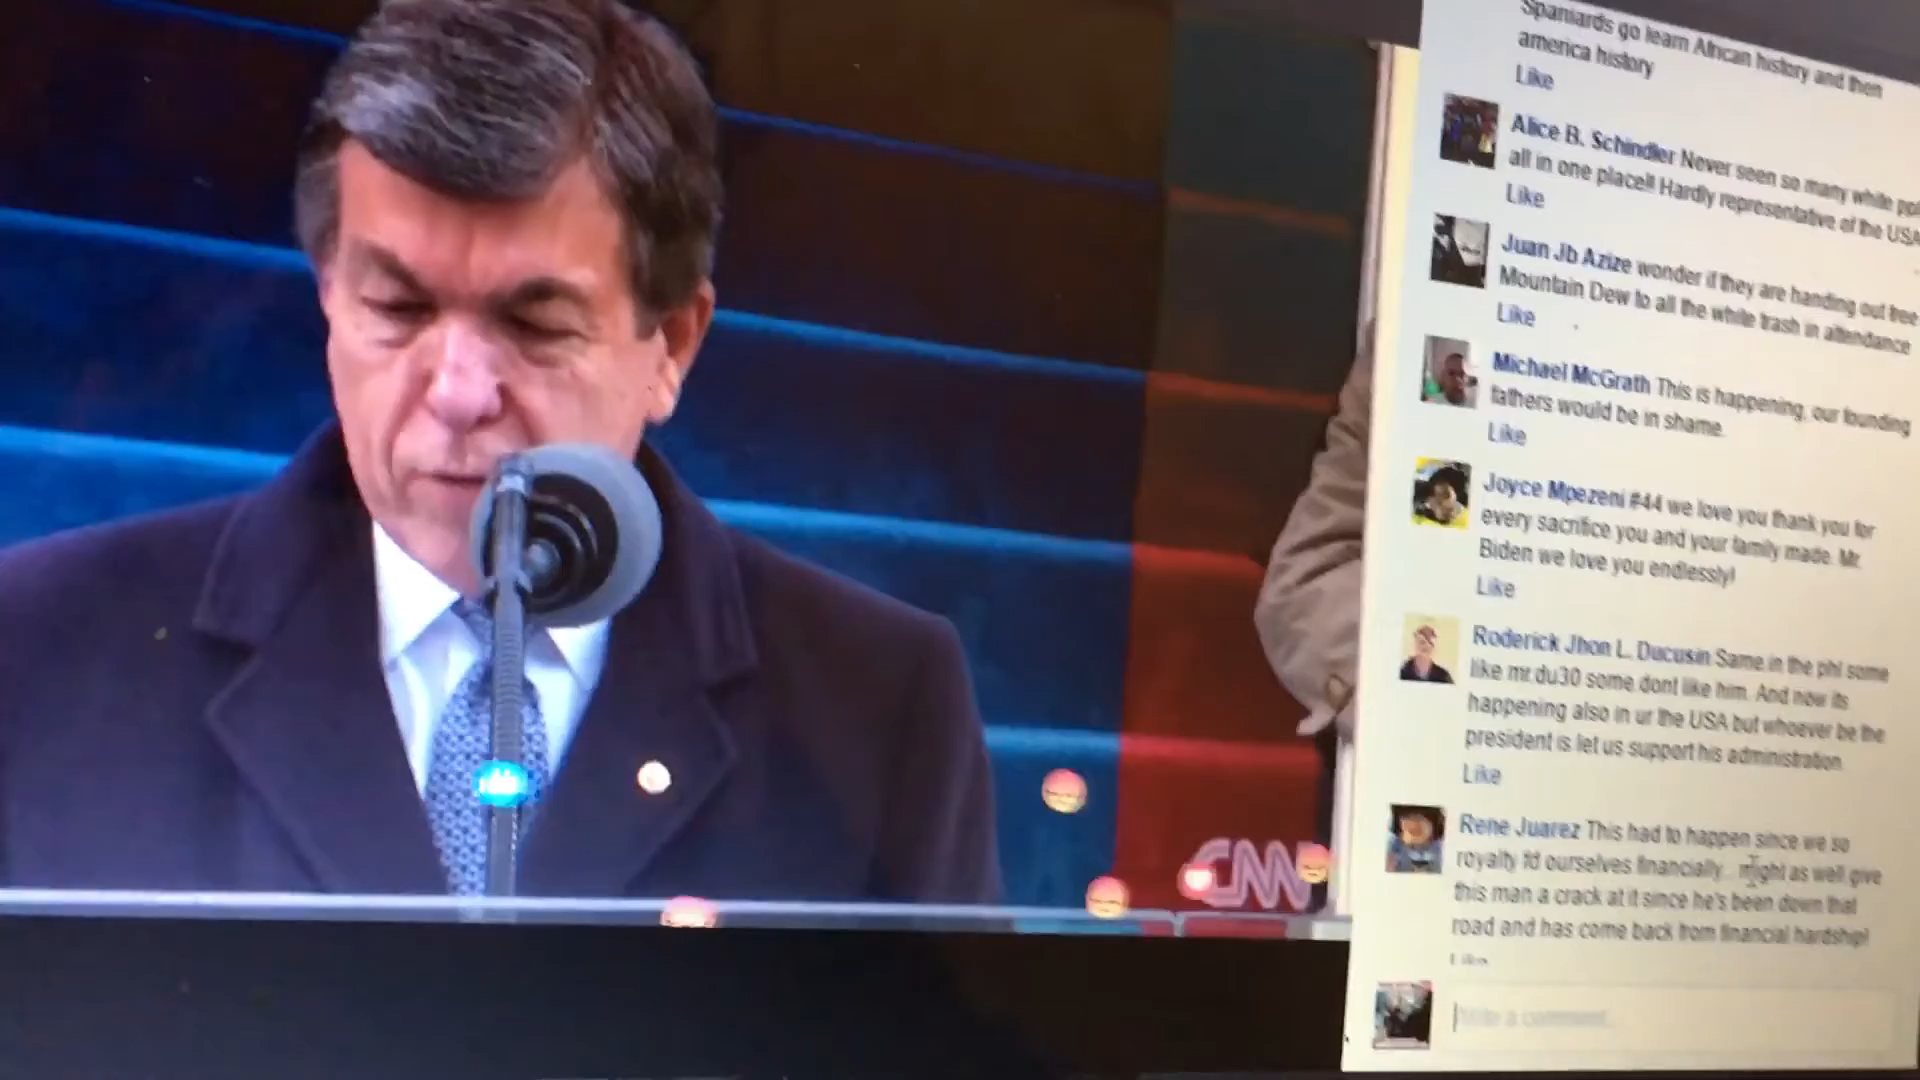 Spaniards go learn African history and then
america history
Like
Alice B. Schindler Never seen so many white ppl
all in one place!! Hardly representative of the USA
Like
Juan Jb Azize wonder if they are handing out free
Mountain Dew to all the white trash in attendance
Like
Michael McGrath This is happening, our founding
fathers would be in shame.
Like
Joyce Mpezeni #44 we love you thank you for
every sacrifice you and your family made. Mr.
Biden we love you endlessly!
Like
Roderick Jhon L. Ducusin Same in the phl some
like mr.du30 some dont like him. And now its
happening also in ur the USA but whoever be the
president is let us support his administration.
Like
Rene Juarez This had to happen since we so
royalty fd ourselves financially... might as well give
this man a crack at it since he's been down that
road and has come back from financial hardship!
Like
Write a comment...
CNN